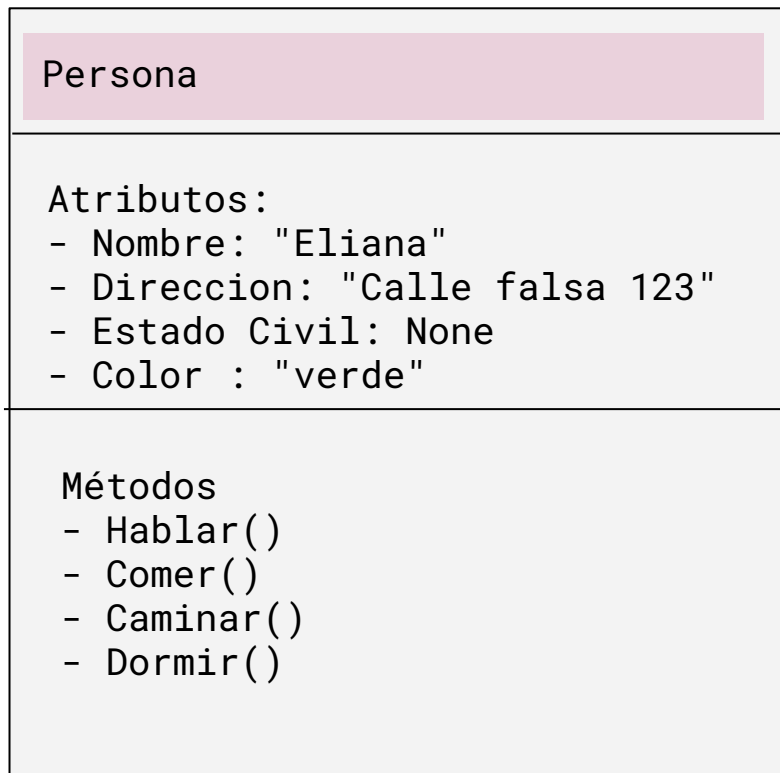 Persona
Atributos:
- Nombre: "Eliana"
- Direccion: "Calle falsa 123"
- Estado Civil: None
- Color : "verde"
Métodos
- Hablar()
- Comer()
- Caminar()
- Dormir()